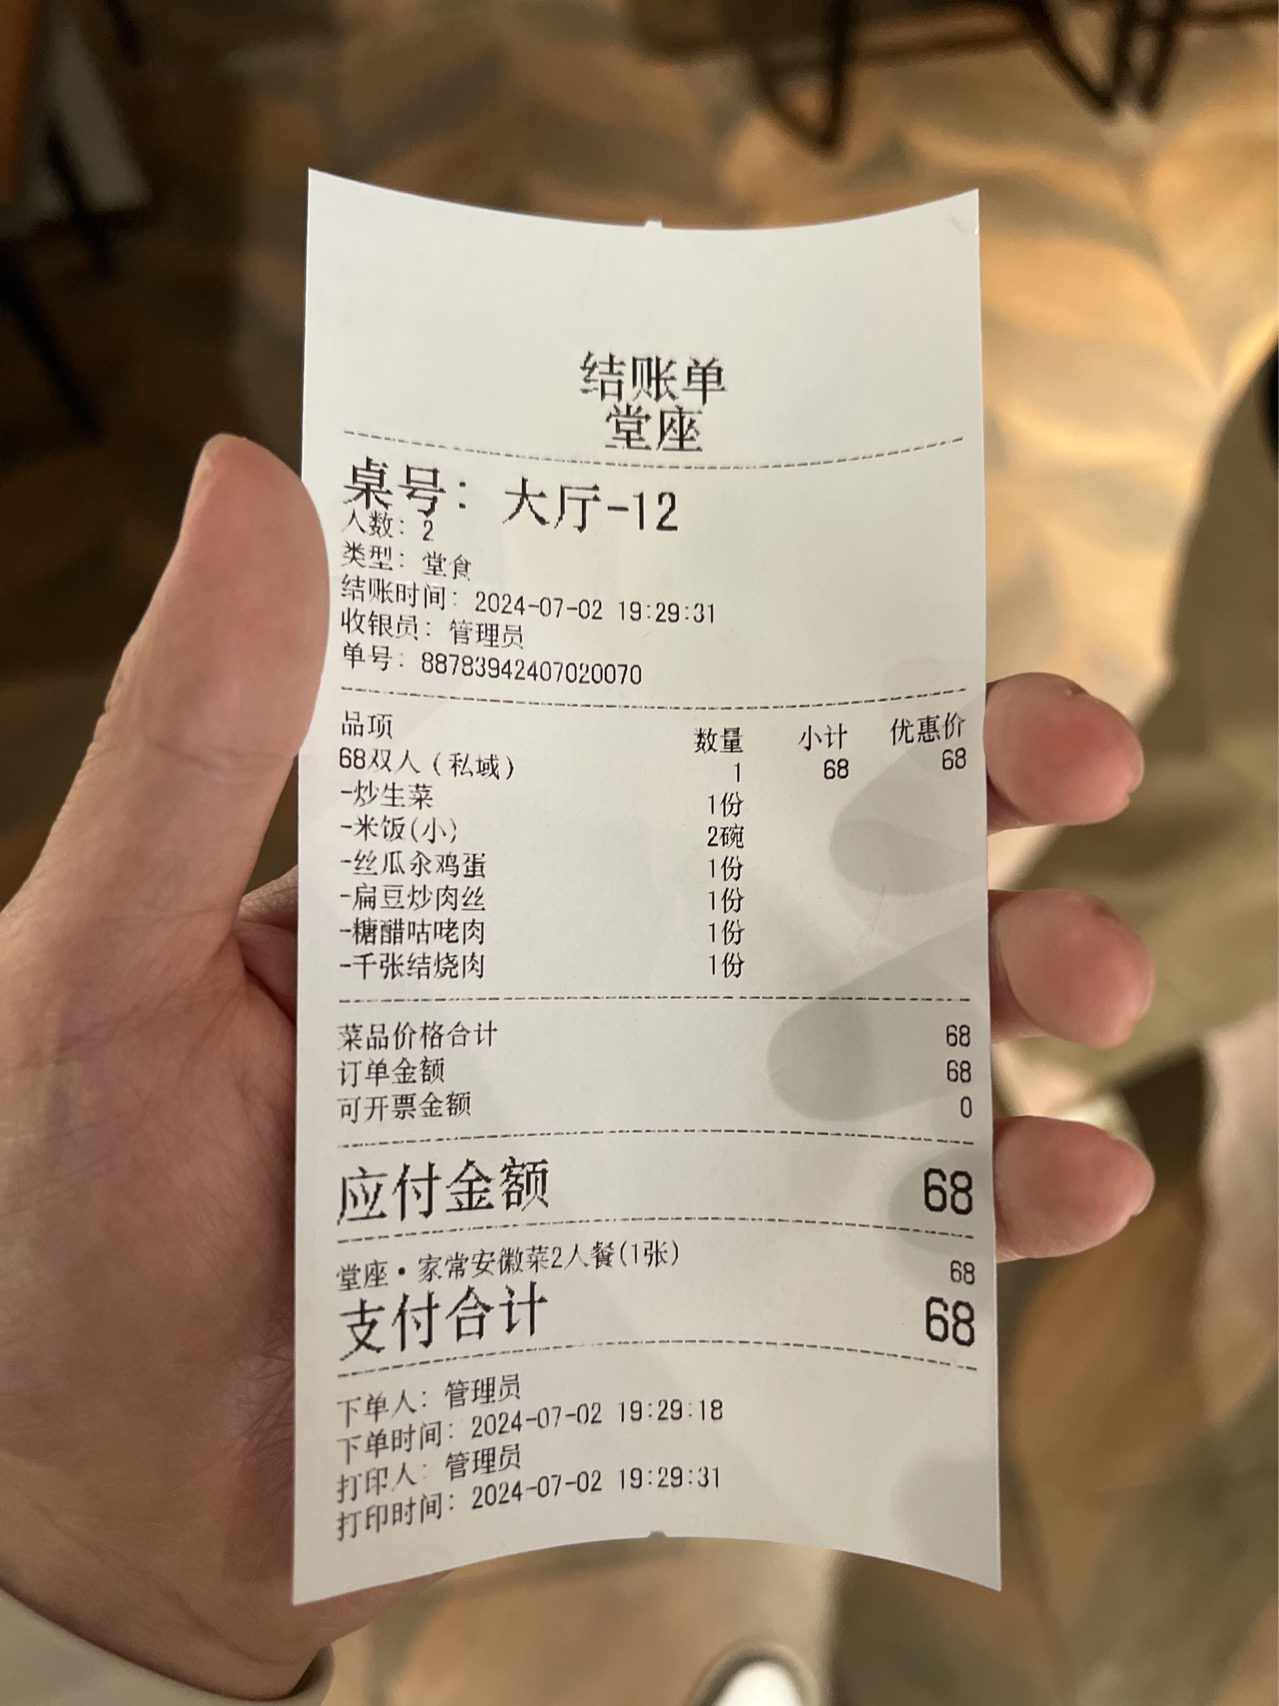 结账单
堂座
桌号: 大厅-12
人数: 2
类型: 堂食
结账时间: 2024-07-02 19:29:31
收银员: 管理员
单号: 88783942407020070
品项 数量 小计 优惠价
68双人(私域) 1 68 68
-炒生菜 1份
-米饭(小) 2碗
-丝瓜汆鸡蛋 1份
-扁豆炒肉丝 1份
-糖醋咕咾肉 1份
-千张结烧肉 1份
菜品价格合计 68
订单金额 68
可开票金额 0
应付金额 68
堂座•家常安徽菜2人餐(1张) 68
支付合计 68
下单人: 管理员
下单时间: 2024-07-02 19:29:18
打印人: 管理员
打印时间: 2024-07-02 19:29:31